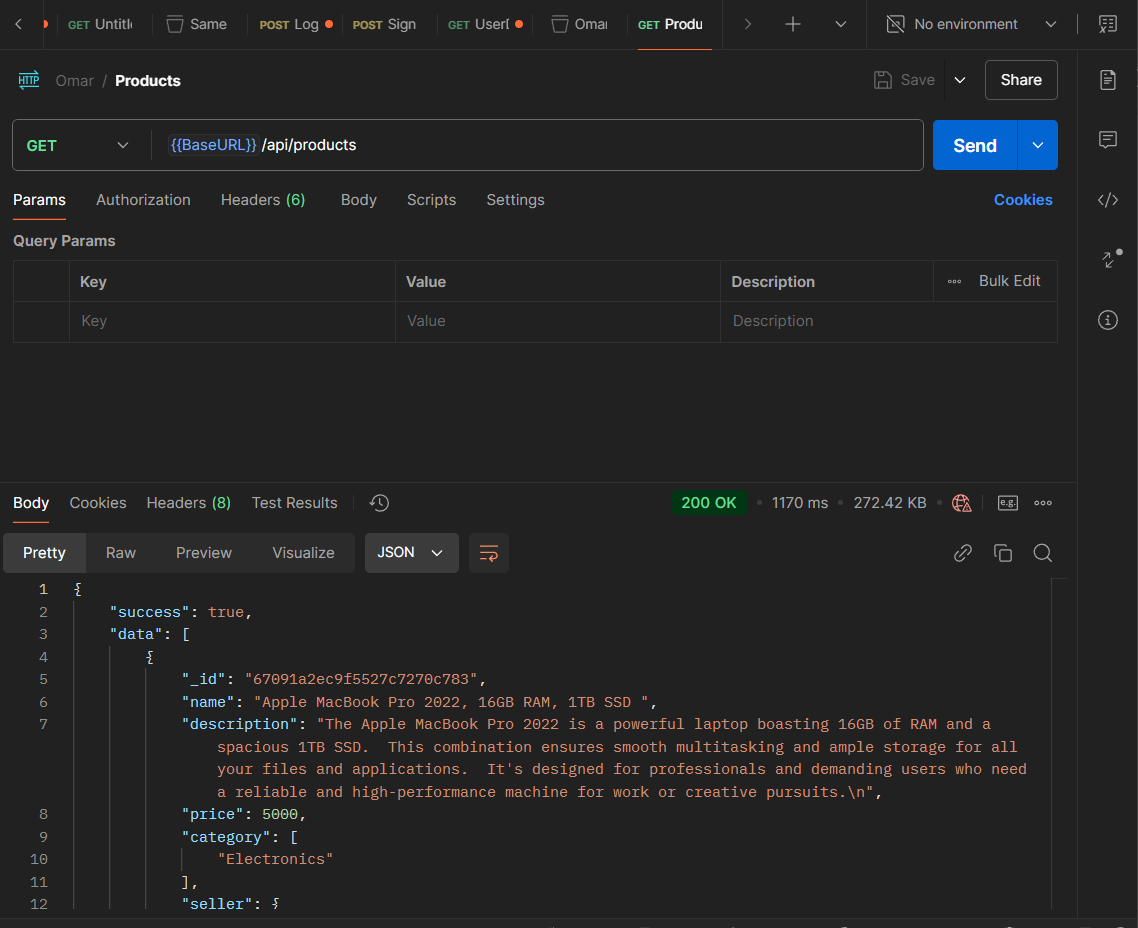 GET Untitl Same POST Log POST Sign GET UserD Omar GET Produ No environment
HTTP Omar / Products Save Share
GET {{BaseURL}} /api/products Send
Params Authorization Headers (6) Body Scripts Settings Cookies
Query Params
Key Value Description Bulk Edit
Key Value Description
Body Cookies Headers (8) Test Results 200 OK 1170 ms 272.42 KB e.g.
Pretty Raw Preview Visualize JSON
1 {
2 "success": true,
3 "data": [
4 {
5 "_id": "67091a2ec9f5527c7270c783",
6 "name": "Apple MacBook Pro 2022, 16GB RAM, 1TB SSD ",
7 "description": "The Apple MacBook Pro 2022 is a powerful laptop boasting 16GB of RAM and a
spacious 1TB SSD.  This combination ensures smooth multitasking and ample storage for all
your files and applications.  It's designed for professionals and demanding users who need
a reliable and high-performance machine for work or creative pursuits.\n",
8 "price": 5000,
9 "category": [
10 "Electronics"
11 ],
12 "seller": {